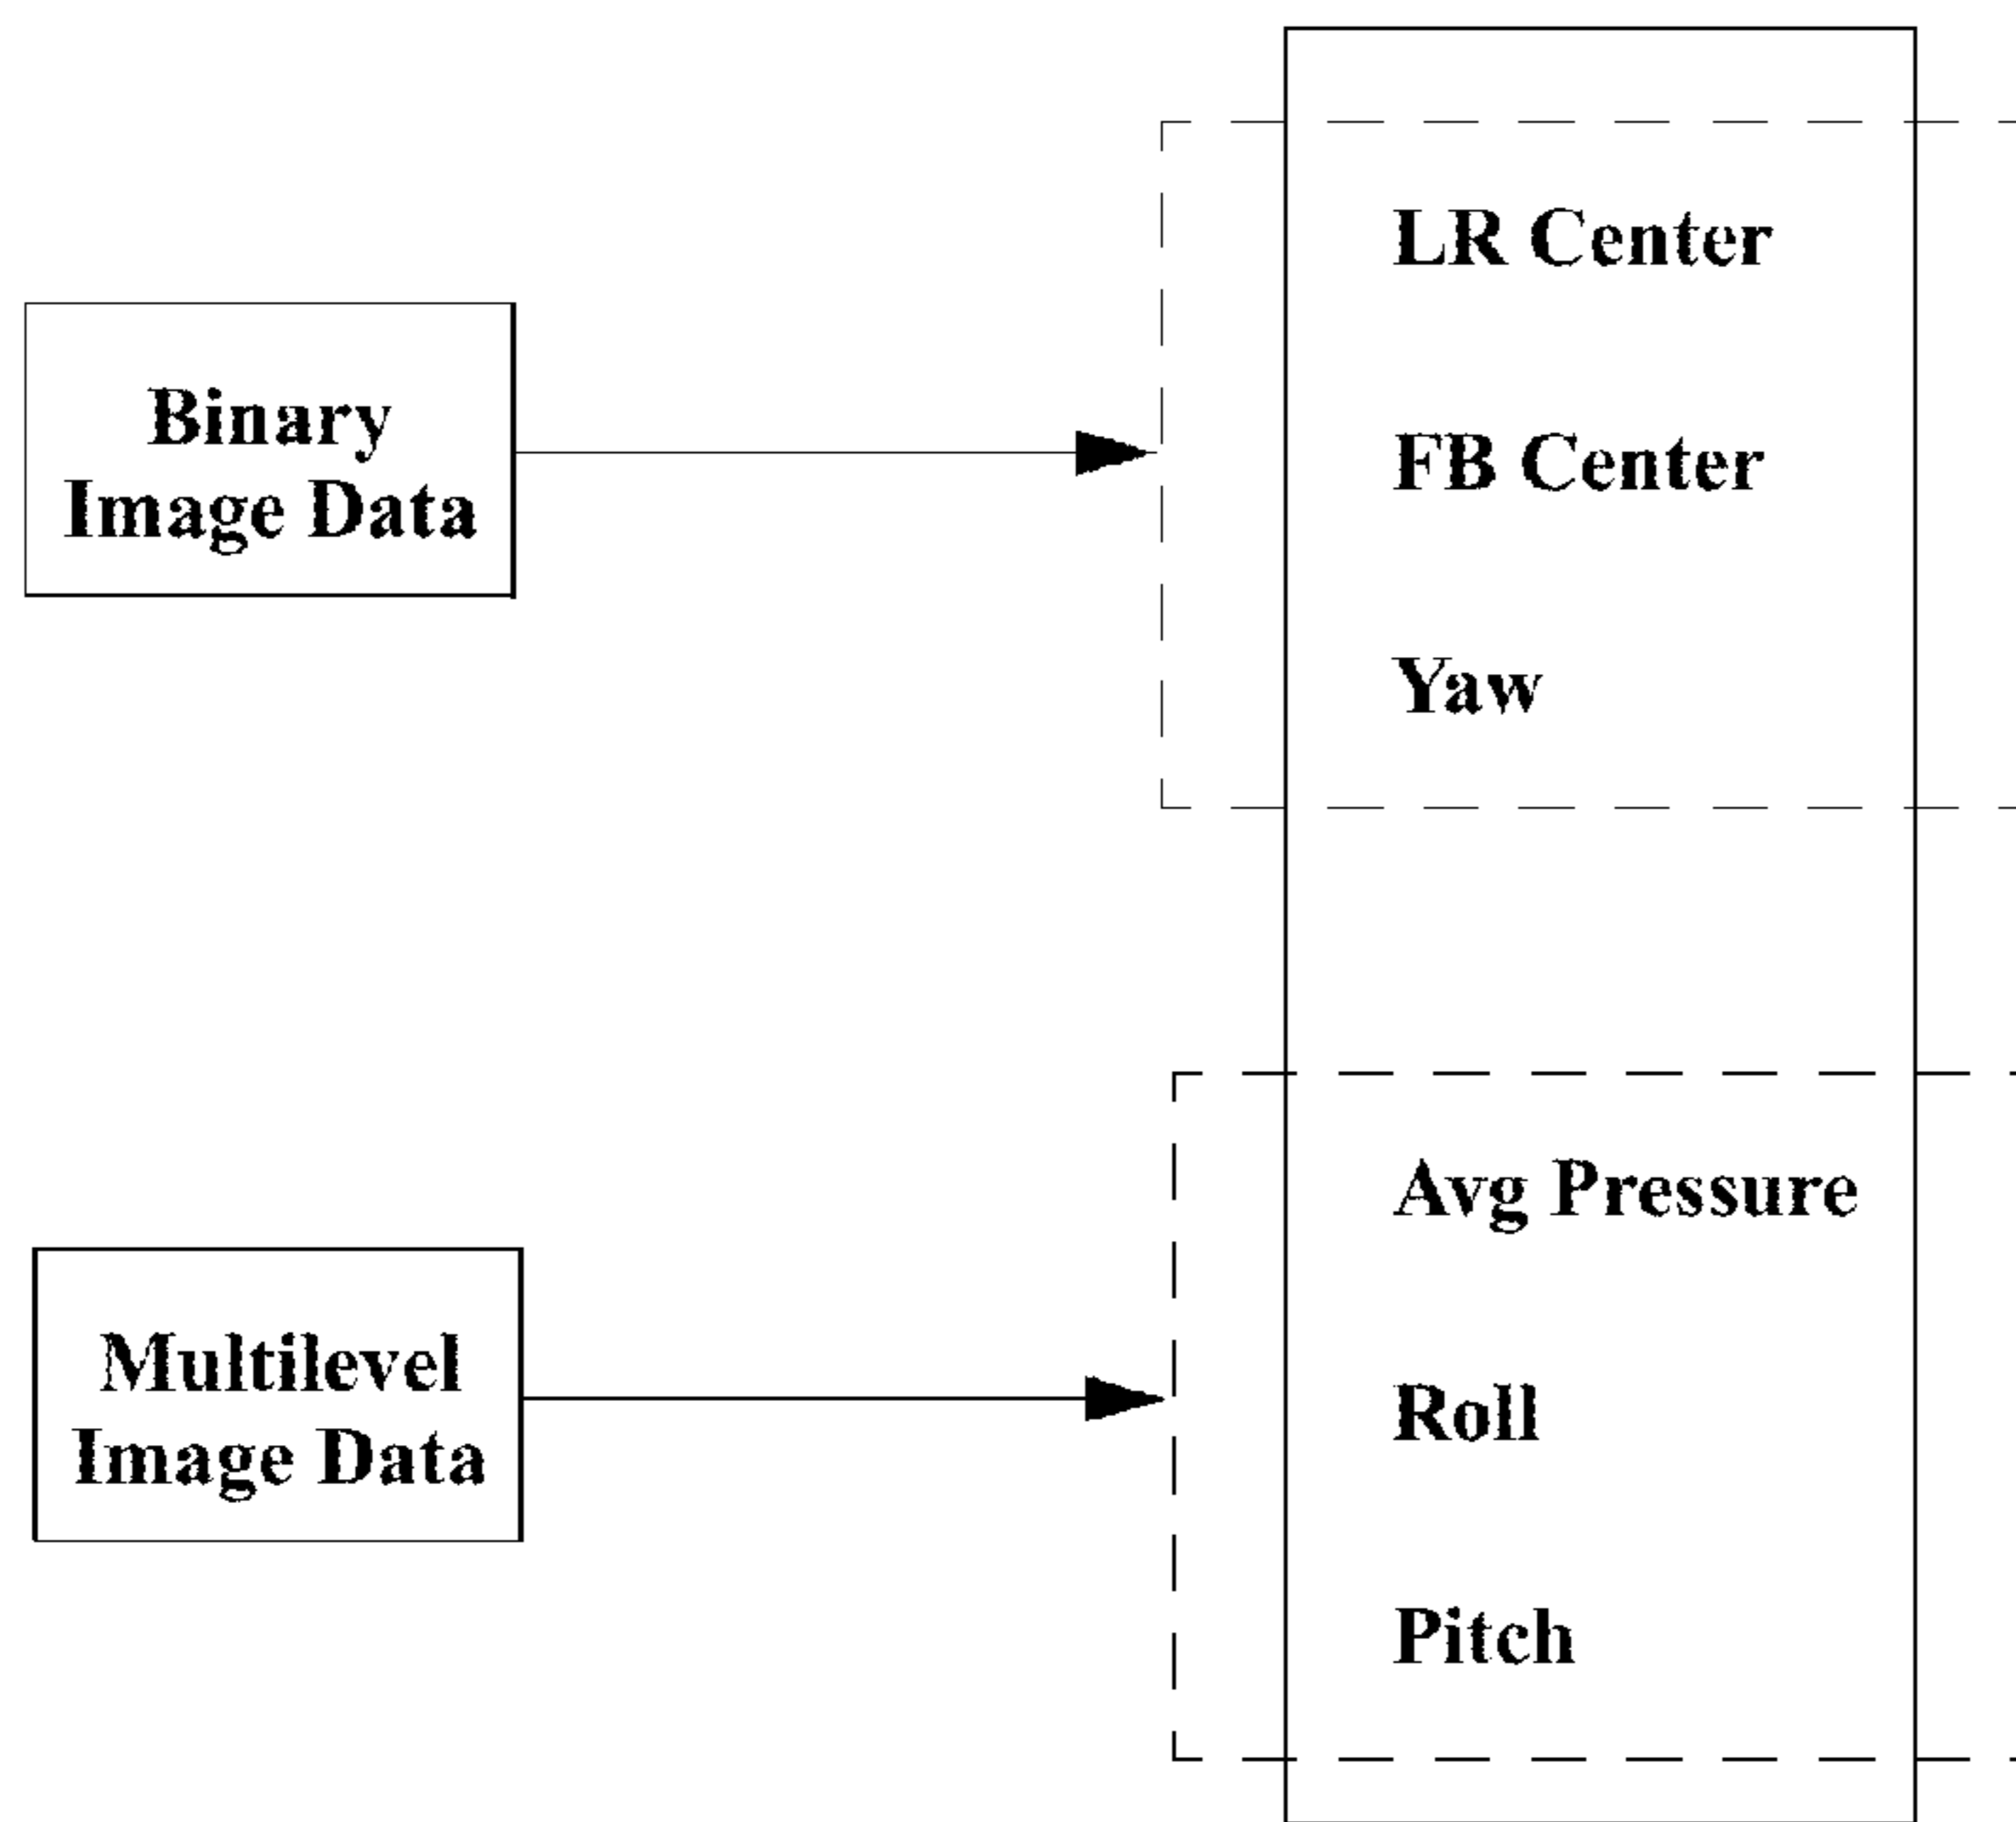 Binary
Image Data
LR Center
FB Center
Yaw
Multilevel
Image Data
Avg Pressure
Roll
Pitch